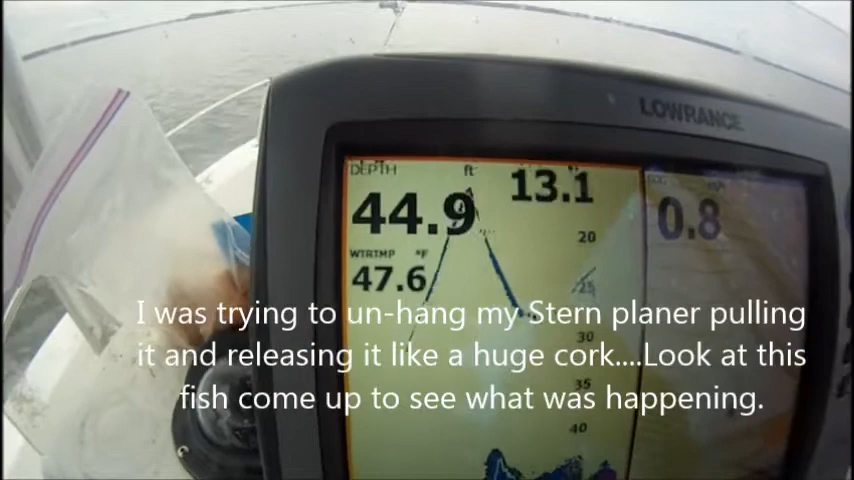 LOWRANCE
DEPTH ft
44.9
13.1
WTRTMP °F
47.6
0.8
20
25
30
35
40
I was trying to un-hang my Stern planer pulling
it and releasing it like a huge cork....Look at this
fish come up to see what was happening.